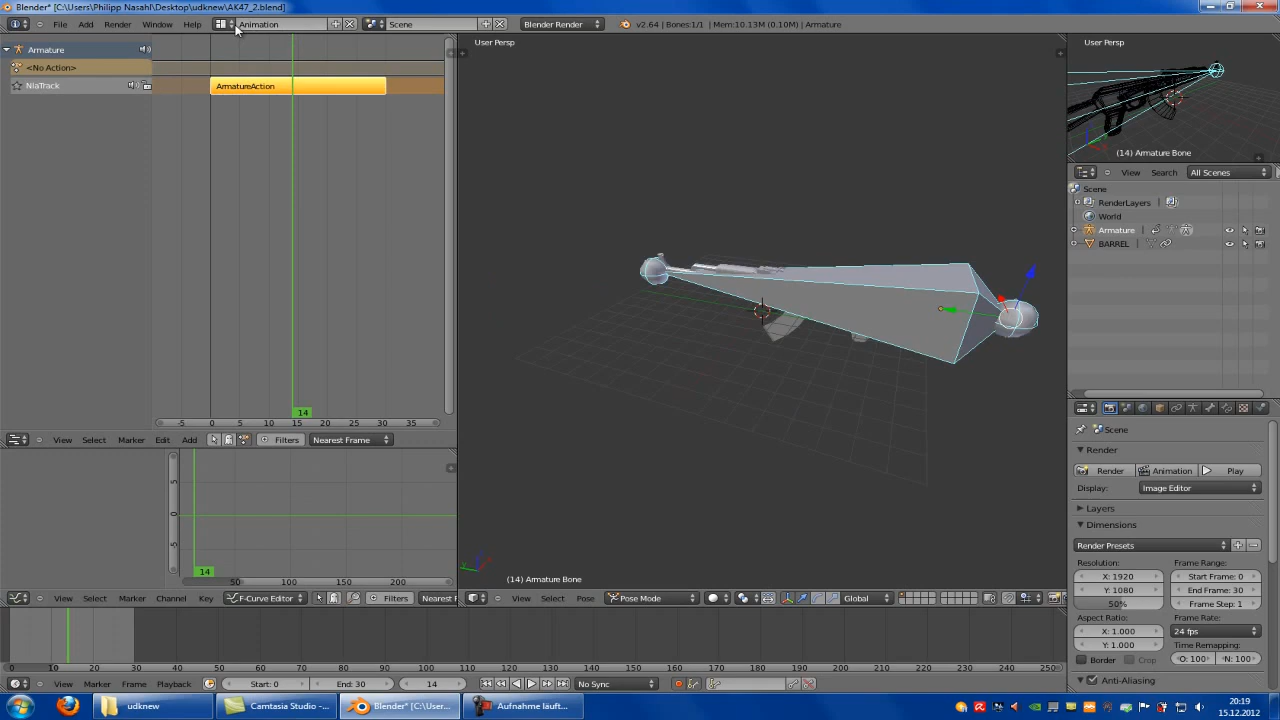 Blender* [C:\Users\Philipp Nasahl\Desktop\udknew\AK47_2.blend]
File Add Render Window Help Animation Scene Blender Render v2.64 | Bones:1/1 | Mem:10.13M (0.10M) | Armature
Armature
<No Action>
NlaTrack
ArmatureAction
14
-5 0 5 10 15 20 25 30 35
View Select Marker Edit Add Filters Nearest Frame
5
0
-5
14
50 100 150 200
View Select Marker Channel Key F-Curve Editor Filters Nearest F
User Persp
(14) Armature Bone
View Select Pose Pose Mode Global
User Persp
(14) Armature Bone
View Search All Scenes
Scene
RenderLayers
World
Armature
BARREL
Scene
Render
Render Animation Play
Display: Image Editor
Layers
Dimensions
Render Presets
Resolution: Frame Range:
X: 1920 Start Frame: 0
Y: 1080 End Frame: 30
50% Frame Step: 1
Aspect Ratio: Frame Rate:
X: 1.000 24 fps
Y: 1.000 Time Remapping:
Border Crop O: 100 N: 100
Anti-Aliasing
0 10 20 30 40 50 60 70 80 90 100 110 120 130 140 150 160 170 180 190 200 210 220 230 240 250
View Marker Frame Playback Start: 0 End: 30 14 No Sync
udknew Camtasia Studio -... Blender* [C:\User... Aufnahme läuft...
20:19
15.12.2012